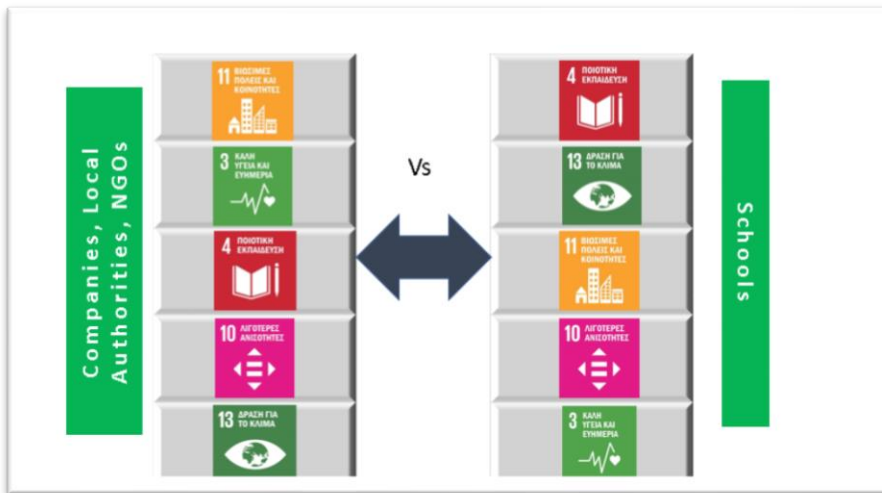 Companies, Local
Authorities, NGOs
11 ΒΙΩΣΙΜΕΣ
ΠΟΛΕΙΣ ΚΑΙ
ΚΟΙΝΟΤΗΤΕΣ
3 ΚΑΛΗ
ΥΓΕΙΑ ΚΑΙ
ΕΥΗΜΕΡΙΑ
4 ΠΟΙΟΤΙΚΗ
ΕΚΠΑΙΔΕΥΣΗ
10 ΛΙΓΟΤΕΡΕΣ
ΑΝΙΣΟΤΗΤΕΣ
13 ΔΡΑΣΗ ΓΙΑ
ΤΟ ΚΛΙΜΑ
Vs
4 ΠΟΙΟΤΙΚΗ
ΕΚΠΑΙΔΕΥΣΗ
13 ΔΡΑΣΗ ΓΙΑ
ΤΟ ΚΛΙΜΑ
11 ΒΙΩΣΙΜΕΣ
ΠΟΛΕΙΣ ΚΑΙ
ΚΟΙΝΟΤΗΤΕΣ
10 ΛΙΓΟΤΕΡΕΣ
ΑΝΙΣΟΤΗΤΕΣ
3 ΚΑΛΗ
ΥΓΕΙΑ ΚΑΙ
ΕΥΗΜΕΡΙΑ
Schools